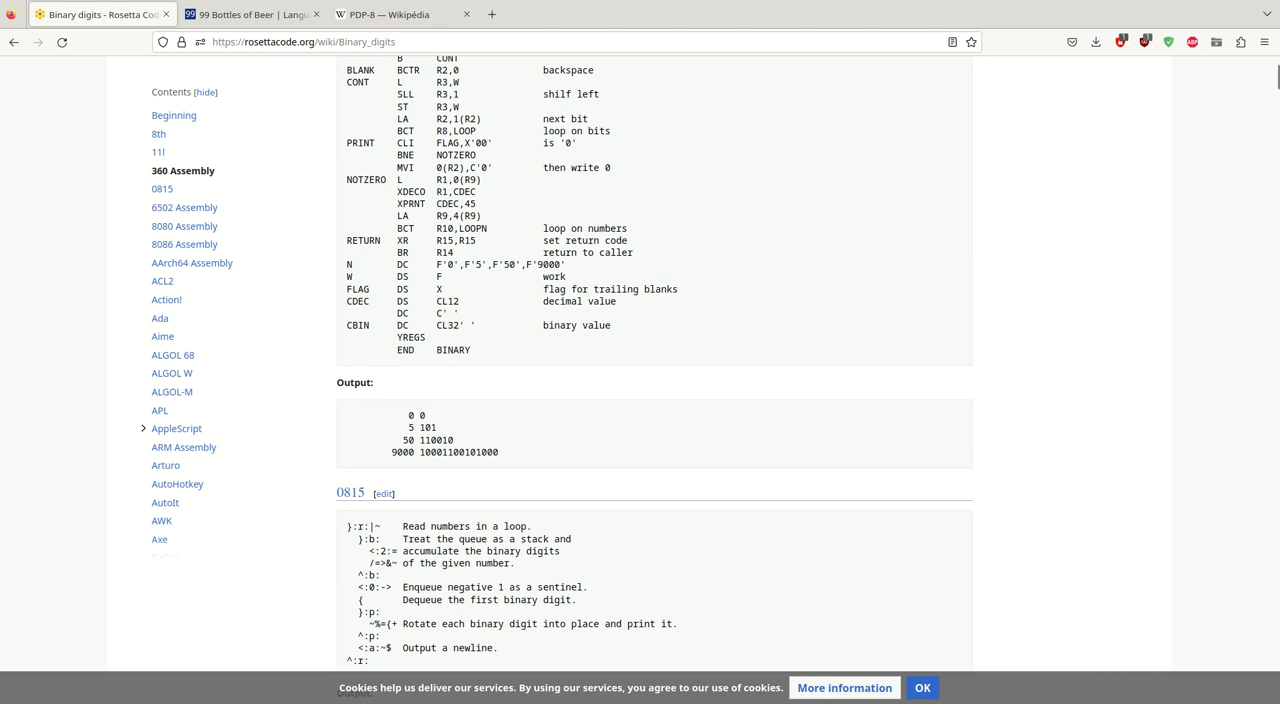 Binary digits - Rosetta Cod
99 Bottles of Beer | Langu
W PDP-8 — Wikipédia
https://rosettacode.org/wiki/Binary_digits
1
1
ABP
Contents [hide]
Beginning
8th
11l
360 Assembly
0815
6502 Assembly
8080 Assembly
8086 Assembly
AArch64 Assembly
ACL2
Action!
Ada
Aime
ALGOL 68
ALGOL W
ALGOL-M
APL
AppleScript
ARM Assembly
Arturo
AutoHotkey
AutoIt
AWK
Axe
B CONT
BLANK BCTR R2,0 backspace
CONT L R3,W
SLL R3,1 shilf left
ST R3,W
LA R2,1(R2) next bit
BCT R8,LOOP loop on bits
PRINT CLI FLAG,X'00' is '0'
BNE NOTZERO
MVI 0(R2),C'0' then write 0
NOTZERO L R1,0(R9)
XDECO R1,CDEC
XPRNT CDEC,45
LA R9,4(R9)
BCT R10,LOOPN loop on numbers
RETURN XR R15,R15 set return code
BR R14 return to caller
N DC F'0',F'5',F'50',F'9000'
W DS F work
FLAG DS X flag for trailing blanks
CDEC DS CL12 decimal value
DC C' '
CBIN DC CL32' ' binary value
YREGS
END BINARY
Output:
0 0
5 101
50 110010
9000 10001100101000
0815 [edit]
}:r:|~ Read numbers in a loop.
}:b: Treat the queue as a stack and
<:2:= accumulate the binary digits
/=>&~ of the given number.
^:b:
<:0:-> Enqueue negative 1 as a sentinel.
{ Dequeue the first binary digit.
}:p:
~%={+ Rotate each binary digit into place and print it.
^:p:
<:a:~$ Output a newline.
^:r:
Output:
Cookies help us deliver our services. By using our services, you agree to our use of cookies. More information OK